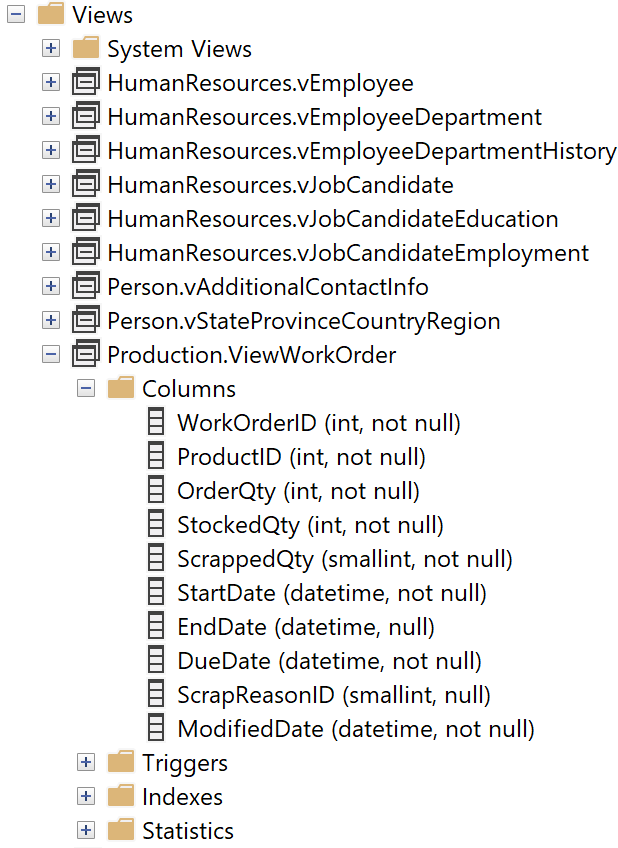 Views
System Views
HumanResources.vEmployee
HumanResources.vEmployeeDepartment
HumanResources.vEmployeeDepartmentHistory
HumanResources.vJobCandidate
HumanResources.vJobCandidateEducation
HumanResources.vJobCandidateEmployment
Person.vAdditionalContactInfo
Person.vStateProvinceCountryRegion
Production.ViewWorkOrder
Columns
WorkOrderID (int, not null)
ProductID (int, not null)
OrderQty (int, not null)
StockedQty (int, not null)
ScrappedQty (smallint, not null)
StartDate (datetime, not null)
EndDate (datetime, null)
DueDate (datetime, not null)
ScrapReasonID (smallint, null)
ModifiedDate (datetime, not null)
Triggers
Indexes
Statistics